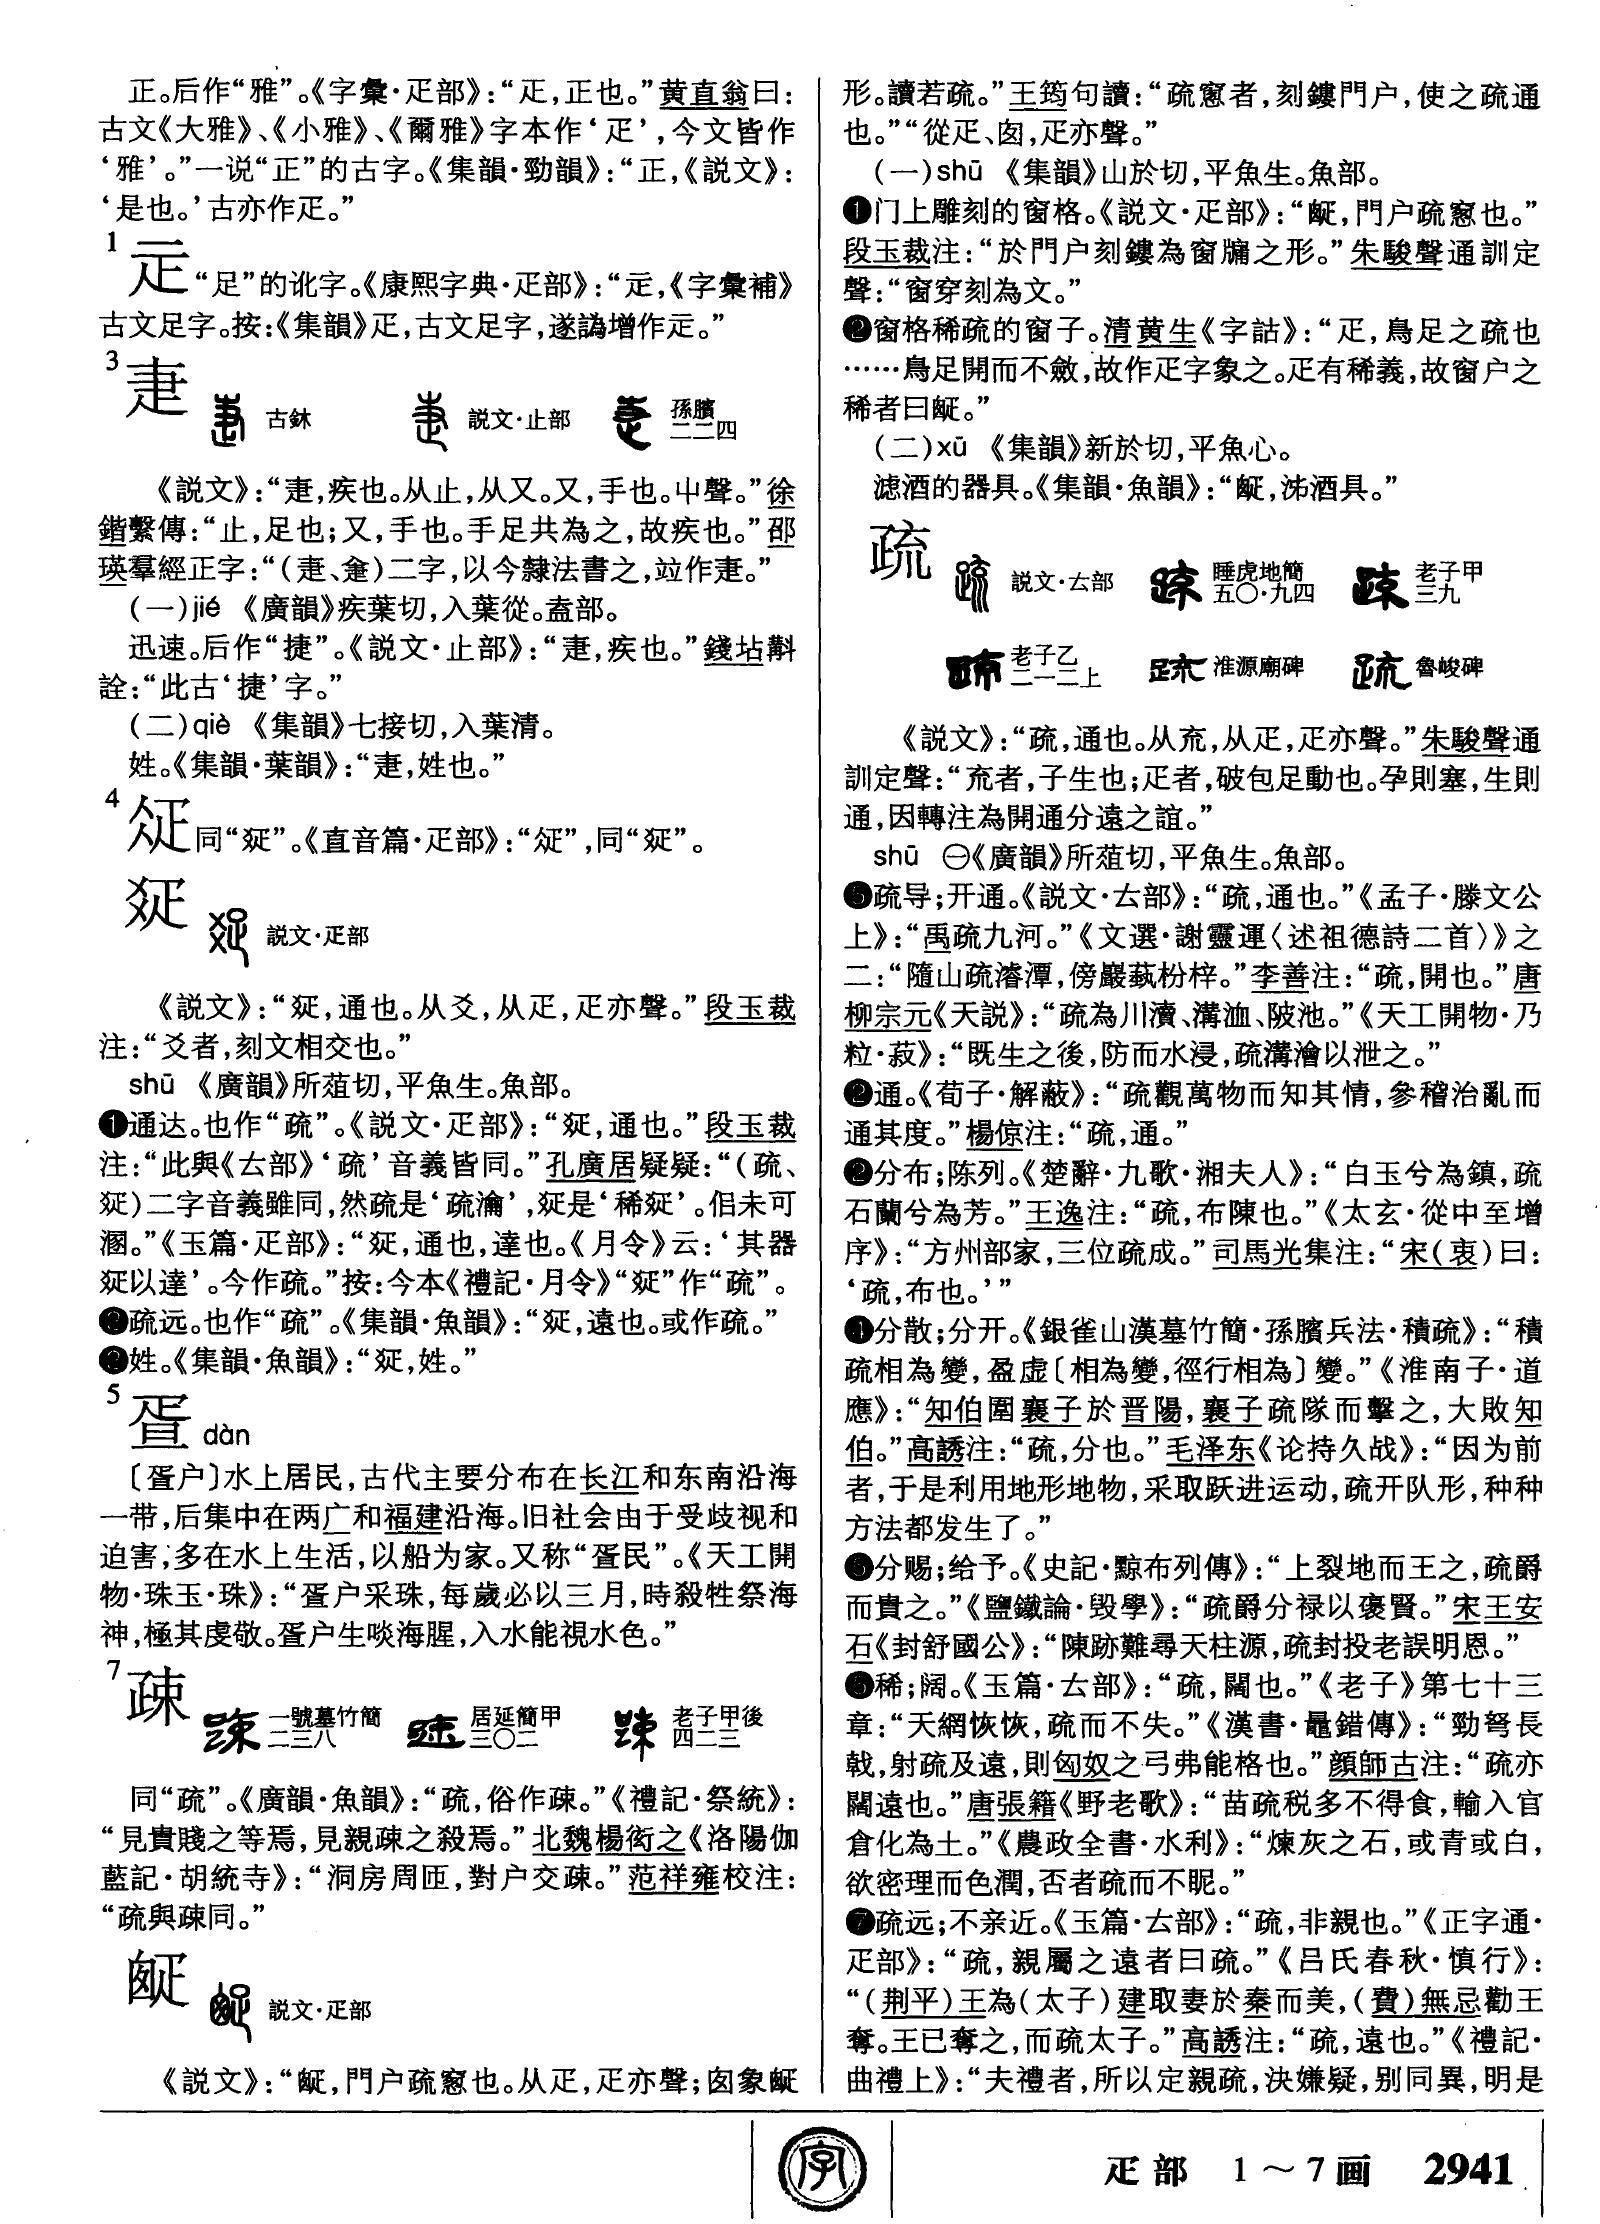 正。后作“雅”。《字彙·疋部》：“疋，正也。”黄直翁曰：
古文《大雅》、《小雅》、《爾雅》字本作‘疋’，今文皆作
‘雅’。”一说“正”的古字。《集韻·勁韻》：“正，《説文》：
‘是也。’古亦作疋。”
1
“足”的讹字。《康熙字典·疋部》：“𤴔，《字彙補》
古文足字。按：《集韻》疋，古文足字，遂譌增作𤴔。”
3
疌 古鉥 説文·止部 孫臏二二四
《説文》：“疌，疾也。从止，从又。又，手也。屮聲。”徐
鍇繫傳：“止，足也；又，手也。手足共為之，故疾也。”邵
瑛羣經正字：“（疌、）二字，以今隸法書之，竝作疌。”
（一）jié 《廣韻》疾葉切，入葉從。盍部。
迅速。后作“捷”。《説文·止部》：“疌，疾也。”錢坫斠
詮：“此古‘捷’字。”
（二）qiè 《集韻》七接切，入葉清。
姓。《集韻·葉韻》：“疌，姓也。”
4
同“𤕟”。《直音篇·疋部》：“”，同“𤕟”。
𤕟 説文·疋部
《説文》：“𤕟，通也。从爻，从疋，疋亦聲。”段玉裁
注：“爻者，刻文相交也。”
shū 《廣韻》所葅切，平魚生。魚部。
❶通达。也作“疏”。《説文·疋部》：“𤕟，通也。”段玉裁
注：“此與《𠫓部》‘疏’音義皆同。”孔廣居疑疑：“（疏、
𤕟）二字音義雖同，然疏是‘疏瀹’，𤕟是‘稀𤕟’。佀未可
溷。”《玉篇·疋部》：“𤕟，通也，達也。《月令》云：‘其器
𤕟以達’。今作疏。”按：今本《禮記·月令》“𤕟”作“疏”。
❷疏远。也作“疏”。《集韻·魚韻》：“𤕟，遠也。或作疏。”
❸姓。《集韻·魚韻》：“𤕟，姓。”
5
疍 dàn
〔疍户〕水上居民，古代主要分布在长江和东南沿海
一带，后集中在两广和福建沿海。旧社会由于受歧视和
迫害，多在水上生活，以船为家。又称“疍民”。《天工開
物·珠玉·珠》：“疍户采珠，每歲必以三月，時殺牲祭海
神，極其虔敬。疍户生啖海腥，入水能視水色。”
7
疎 一號墓竹簡二三八 居延簡甲三〇二 老子甲後四二三
同“疏”。《廣韻·魚韻》：“疏，俗作疎。”《禮記·祭統》：
“見貴賤之等焉，見親疎之殺焉。”北魏楊衒之《洛陽伽
藍記·胡統寺》：“洞房周匝，對户交疎。”范祥雍校注：
“疏與疎同。”
𤴙 説文·疋部
《説文》：“𤴙，門户疏窻也。从疋，疋亦聲；囱象𤴙
形。讀若疏。”王筠句讀：“疏窻者，刻鏤門户，使之疏通
也。”“從疋、囱，疋亦聲。”
（一）shū 《集韻》山於切，平魚生。魚部。
❶门上雕刻的窗格。《説文·疋部》：“𤴙，門户疏窻也。”
段玉裁注：“於門户刻鏤為窗牖之形。”朱駿聲通訓定
聲：“窗穿刻為文。”
❷窗格稀疏的窗子。清黄生《字詁》：“疋，鳥足之疏也
……鳥足開而不斂，故作疋字象之。疋有稀義，故窗户之
稀者曰𤴙。”
（二）xū 《集韻》新於切，平魚心。
滤酒的器具。《集韻·魚韻》：“𤴙，泲酒具。”
疏 説文·𠫓部 睡虎地簡五〇·九四 老子甲三九
老子乙二一二上 淮源廟碑 魯峻碑
《説文》：“疏，通也。从㐬，从疋，疋亦聲。”朱駿聲通
訓定聲：“㐬者，子生也；疋者，破包足動也。孕則塞，生則
通，因轉注為開通分遠之誼。”
shū ㊀《廣韻》所葅切，平魚生。魚部。
❶疏导；开通。《説文·𠫓部》：“疏，通也。”《孟子·滕文公
上》：“禹疏九河。”《文選·謝靈運〈述祖德詩二首〉》之
二：“隨山疏濬潭，傍巖蓺枌梓。”李善注：“疏，開也。”唐
柳宗元《天説》：“疏為川瀆、溝洫、陂池。”《天工開物·乃
粒·菽》：“既生之後，防而水浸，疏溝澮以泄之。”
❷通。《荀子·解蔽》：“疏觀萬物而知其情，參稽治亂而
通其度。”楊倞注：“疏，通。”
❸分布；陈列。《楚辭·九歌·湘夫人》：“白玉兮為鎮，疏
石蘭兮為芳。”王逸注：“疏，布陳也。”《太玄·從中至增
序》：“方州部家，三位疏成。”司馬光集注：“宋（衷）曰：
‘疏，布也。’”
❹分散；分开。《銀雀山漢墓竹簡·孫臏兵法·積疏》：“積
疏相為變，盈虚〔相為變，徑行相為〕變。”《淮南子·道
應》：“知伯圍襄子於晋陽，襄子疏隊而擊之，大敗知
伯。”高誘注：“疏，分也。”毛泽东《论持久战》：“因为前
者，于是利用地形地物，采取跃进运动，疏开队形，种种
方法都发生了。”
❺分赐；给予。《史記·黥布列傳》：“上裂地而王之，疏爵
而貴之。”《鹽鐵論·毁學》：“疏爵分禄以褒賢。”宋王安
石《封舒國公》：“陳跡難尋天柱源，疏封投老誤明恩。”
❻稀；阔。《玉篇·𠫓部》：“疏，闊也。”《老子》第七十三
章：“天網恢恢，疏而不失。”《漢書·鼂錯傳》：“勁弩長
戟，射疏及遠，則匈奴之弓弗能格也。”顔師古注：“疏亦
闊遠也。”唐張籍《野老歌》：“苗疏税多不得食，輸入官
倉化為土。”《農政全書·水利》：“煉灰之石，或青或白，
欲密理而色潤，否者疏而不昵。”
❼疏远；不亲近。《玉篇·𠫓部》：“疏，非親也。”《正字通·
疋部》：“疏，親屬之遠者曰疏。”《吕氏春秋·慎行》：
“（荆平）王為（太子）建取妻於秦而美，（費）無忌勸王
奪。王已奪之，而疏太子。”高誘注：“疏，遠也。”《禮記·
曲禮上》：“夫禮者，所以定親疏，決嫌疑，别同異，明是
字
疋部 1～7画 2941